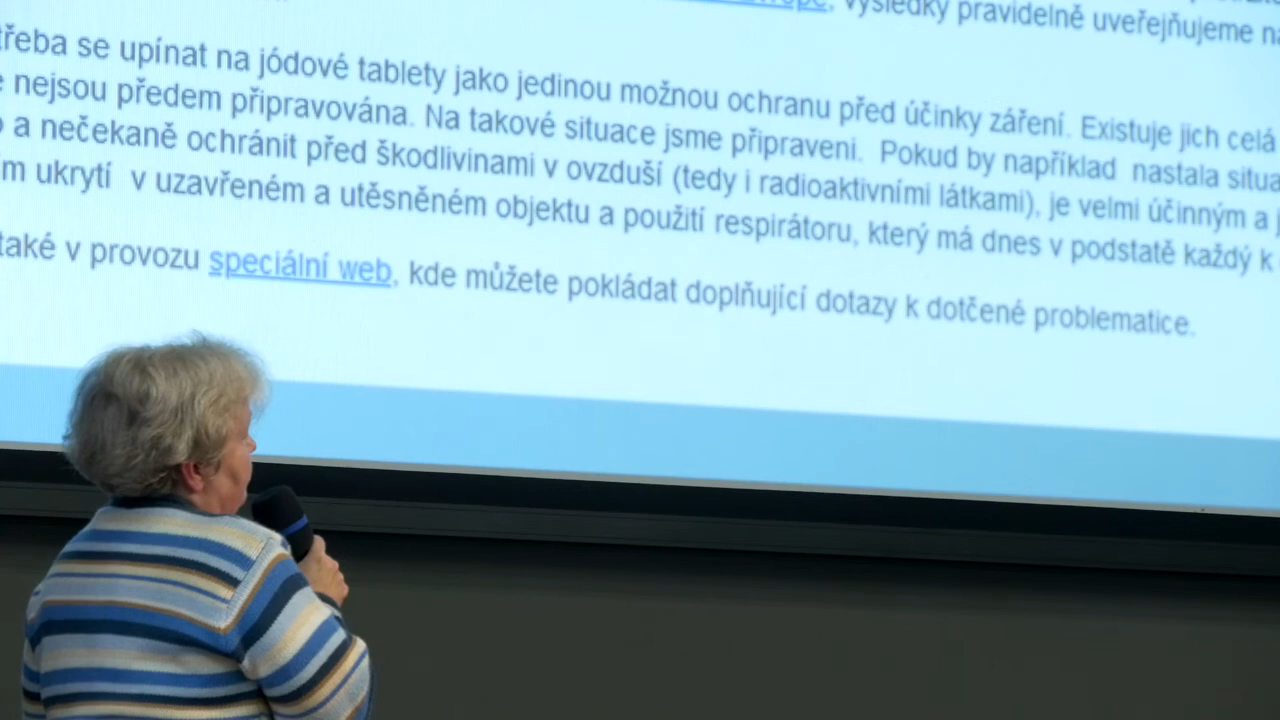 výsledky pravidelně uveřejňujeme
se upínat na jódové tablety jako jedinou možnou ochranu před účinky záření. Existuje jich celá
nejsou předem připravována. Na takové situace jsme připraveni. Pokud by například nastala
a nečekaně ochránit před škodlivinami v ovzduší (tedy i radioaktivními látkami), je velmi účinným a
ukrytí v uzavřeném a utěsněném objektu a použití respirátoru, který má dnes v podstatě každý k
také v provozu speciální web, kde můžete pokládat doplňující dotazy k dotčené problematice.